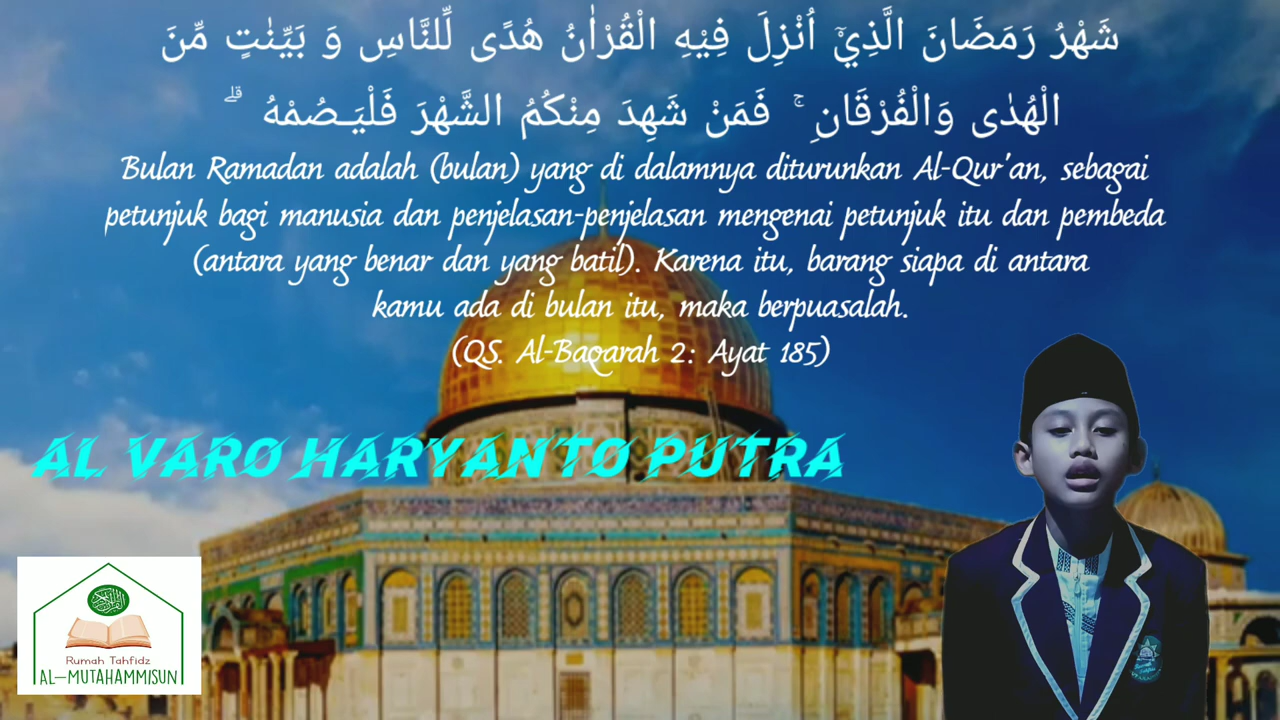 شَهْرُ رَمَضَانَ الَّذِيْٓ اُنْزِلَ فِيْهِ الْقُرْاٰنُ هُدًى لِّلنَّاسِ وَ بَيِّنٰتٍ مِّنَ
الْهُدٰى وَالْفُرْقَانِ ۚ فَمَنْ شَهِدَ مِنْكُمُ الشَّهْرَ فَلْيَـصُمْهُ ۗ
Bulan Ramadan adalah (bulan) yang di dalamnya diturunkan Al-Qur'an, sebagai
petunjuk bagi manusia dan penjelasan-penjelasan mengenai petunjuk itu dan pembeda
(antara yang benar dan yang batil). Karena itu, barang siapa di antara
kamu ada di bulan itu, maka berpuasalah.
(QS. Al-Baqarah 2: Ayat 185)
AL VARO HARYANTO PUTRA
Rumah Tahfidz
AL-MUTAHAMMISUN